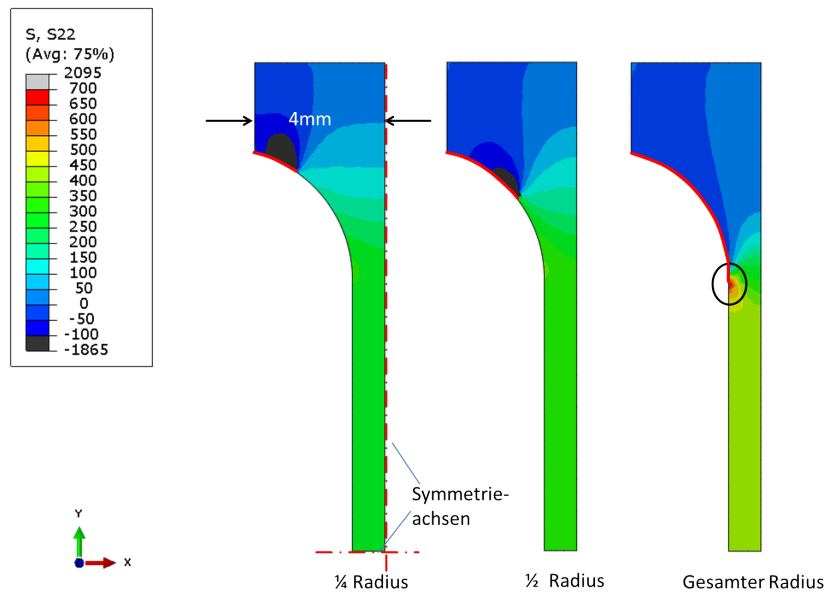 S, S22
(Avg: 75%)
2095
700
650
600
550
500
450
400
350
300
250
200
150
100
50
0
-50
-100
-1865
4mm
Symmetrie-
achsen
Y
X
¼ Radius
½ Radius
Gesamter Radius